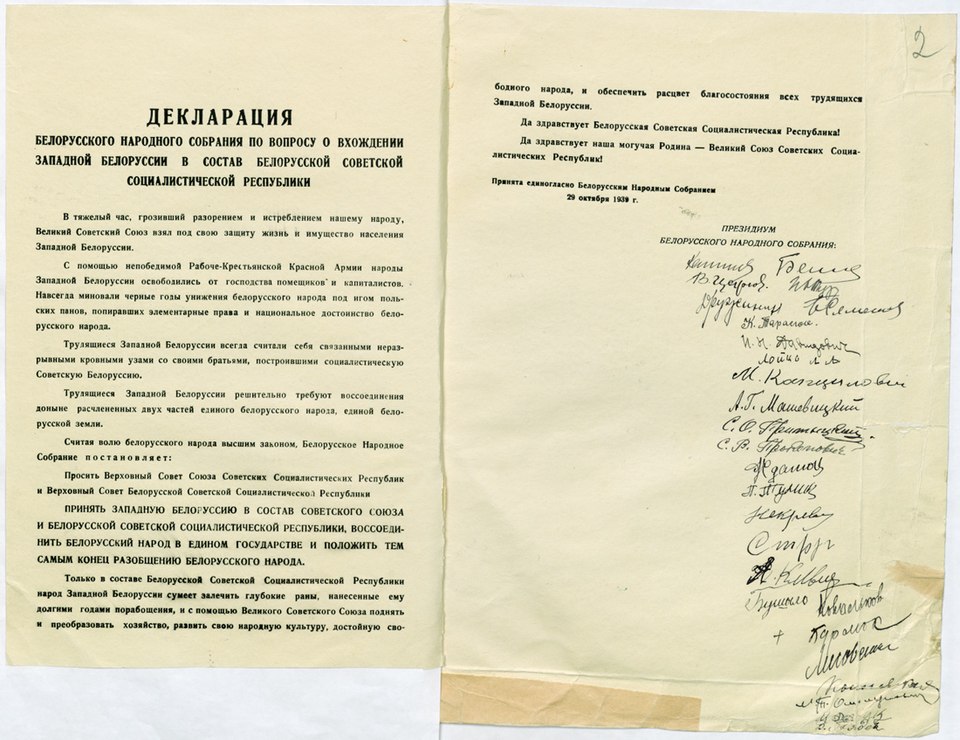 ДЕКЛАРАЦИЯ
БЕЛОРУССКОГО НАРОДНОГО СОБРАНИЯ ПО ВОПРОСУ О ВХОЖДЕНИИ
ЗАПАДНОЙ БЕЛОРУССИИ В СОСТАВ БЕЛОРУССКОЙ СОВЕТСКОЙ
СОЦИАЛИСТИЧЕСКОЙ РЕСПУБЛИКИ
В тяжелый час, грозивший разорением и истреблением нашему народу,
Великий Советский Союз взял под свою защиту жизнь и имущество населения
Западной Белоруссии.
С помощью непобедимой Рабоче-Крестьянской Красной Армии народы
Западной Белоруссии освободились от господства помещиков и капиталистов.
Навсегда миновали черные годы унижения белорусского народа под игом поль-
ских панов, попиравших элементарные права и национальное достоинство бело-
русского народа.
Трудящиеся Западной Белоруссии всегда считали себя связанными нераз-
рывными кровными узами со своими братьями, построившими социалистическую
Советскую Белоруссию.
Трудящиеся Западной Белоруссии решительно требуют воссоединения
доныне расчлененных двух частей единого белорусского народа, единой бело-
русской земли.
Считая волю белорусского народа высшим законом, Белорусское Народное
Собрание постановляет:
Просить Верховный Совет Союза Советских Социалистических Республик
и Верховный Совет Белорусской Советской Социалистической Республики
ПРИНЯТЬ ЗАПАДНУЮ БЕЛОРУССИЮ В СОСТАВ СОВЕТСКОГО СОЮЗА
И БЕЛОРУССКОЙ СОВЕТСКОЙ СОЦИАЛИСТИЧЕСКОЙ РЕСПУБЛИКИ, ВОССОЕДИ-
НИТЬ БЕЛОРУССКИЙ НАРОД В ЕДИНОМ ГОСУДАРСТВЕ И ПОЛОЖИТЬ ТЕМ
САМЫМ КОНЕЦ РАЗОБЩЕНИЮ БЕЛОРУССКОГО НАРОДА.
Только в составе Белорусской Советской Социалистической Республики
народ Западной Белоруссии сумеет залечить глубокие раны, нанесенные ему
долгими годами порабощения, и с помощью Великого Советского Союза поднять
и преобразовать хозяйство, развить свою народную культуру, достойную сво-
2
бодного народа, и обеспечить расцвет благосостояния всех трудящихся
Западной Белоруссии.
Да здравствует Белорусская Советская Социалистическая Республика!
Да здравствует наша могучая Родина — Великий Союз Советских Социа-
листических Республик!
Принята единогласно Белорусским Народным Собранием
29 октября 1939 г.
ПРЕЗИДИУМ
БЕЛОРУССКОГО НАРОДНОГО СОБРАНИЯ:
И. Н. Давидович
А. Г. Машевицкий
С. О. Притыцкий